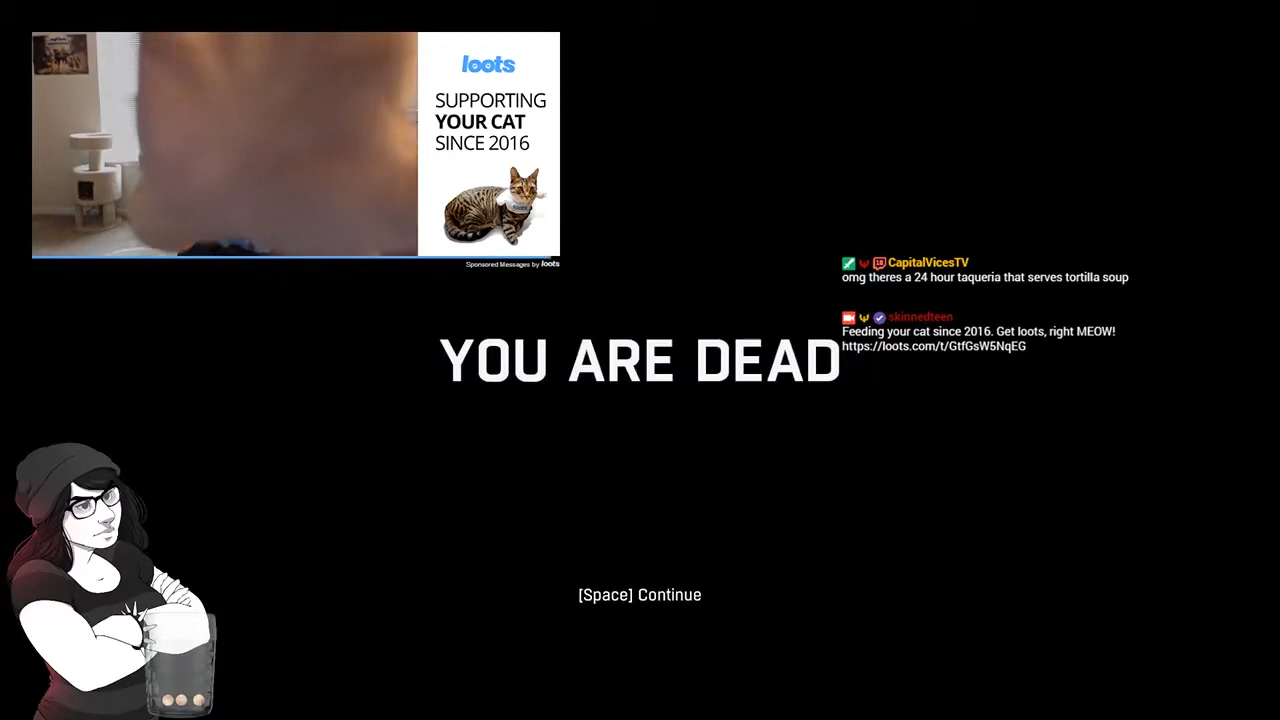 loots
SUPPORTING
YOUR CAT
SINCE 2016
Sponsored Messages by loots
CapitalVicesTV
omg theres a 24 hour taqueria that serves tortilla soup
skinnedteen
Feeding your cat since 2016. Get loots, right MEOW!
https://loots.com/t/GtfGsW5NqEG
YOU ARE DEAD
[Space] Continue